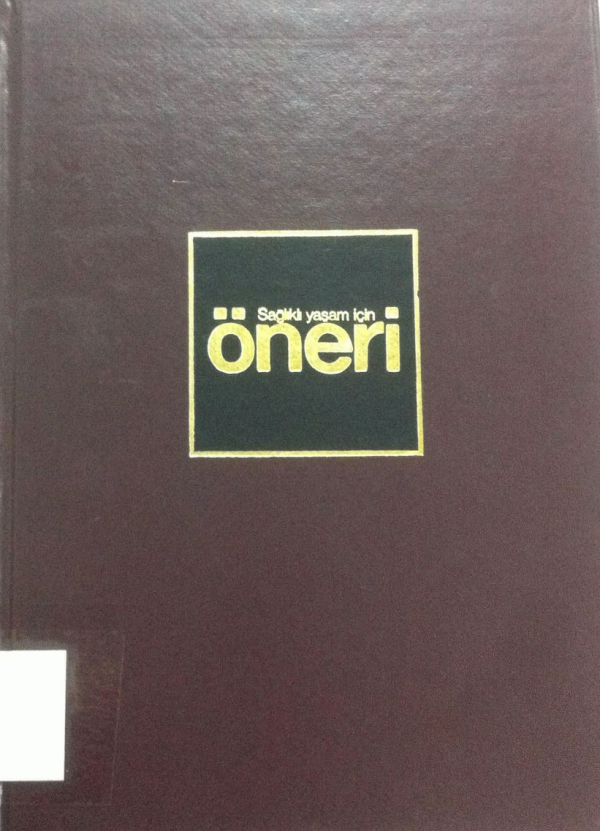 Sağlıklı yaşam için
öneri